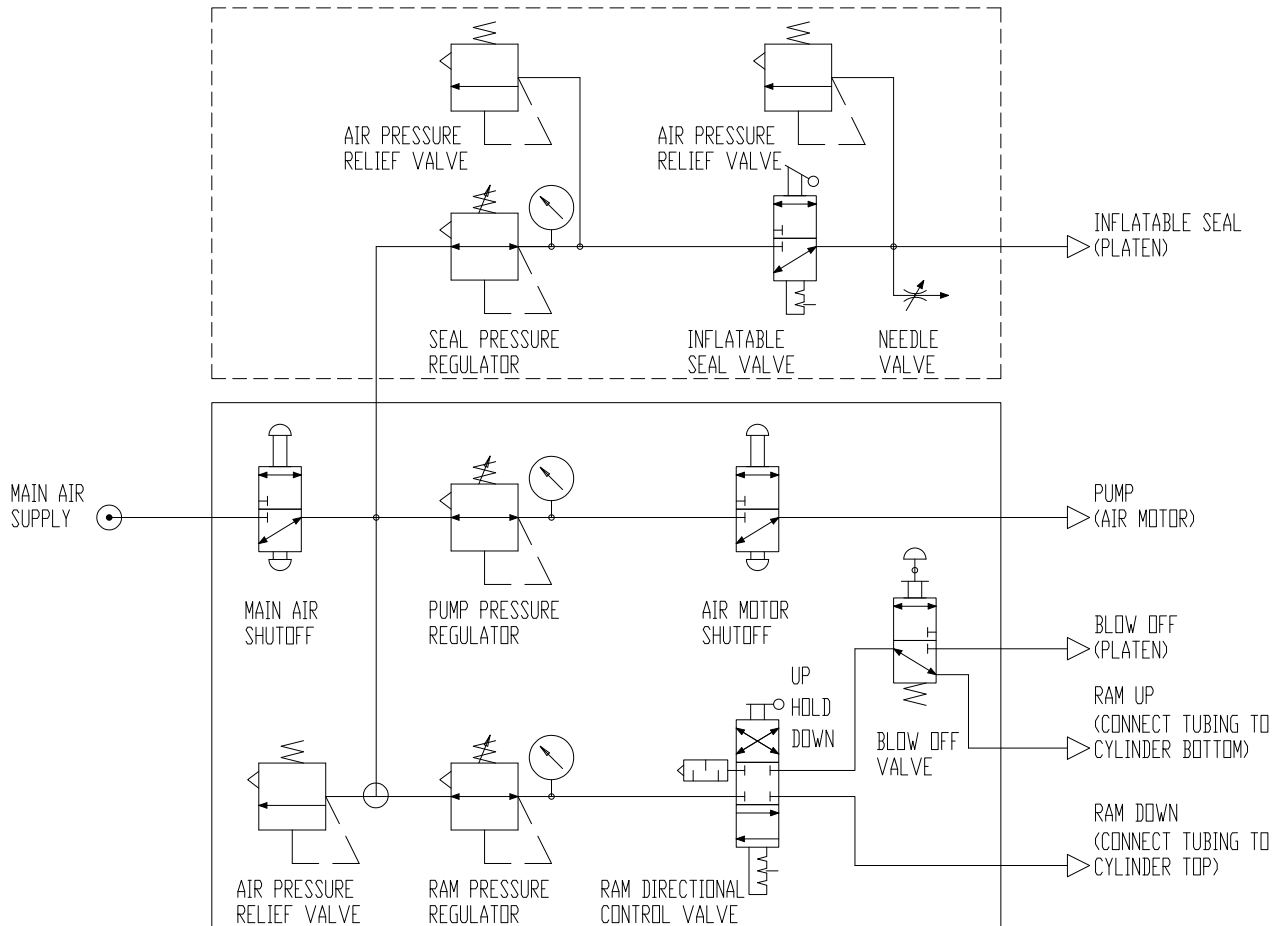 AIR PRESSURE
RELIEF VALVE
AIR PRESSURE
RELIEF VALVE
INFLATABLE SEAL
(PLATEN)
SEAL PRESSURE
REGULATOR
INFLATABLE
SEAL VALVE
NEEDLE
VALVE
MAIN AIR
SUPPLY
PUMP
(AIR MOTOR)
MAIN AIR
SHUTOFF
PUMP PRESSURE
REGULATOR
AIR MOTOR
SHUTOFF
BLOW OFF
(PLATEN)
UP
HOLD
DOWN
BLOW OFF
VALVE
RAM UP
(CONNECT TUBING TO
CYLINDER BOTTOM)
RAM DOWN
(CONNECT TUBING TO
CYLINDER TOP)
AIR PRESSURE
RELIEF VALVE
RAM PRESSURE
REGULATOR
RAM DIRECTIONAL
CONTROL VALVE